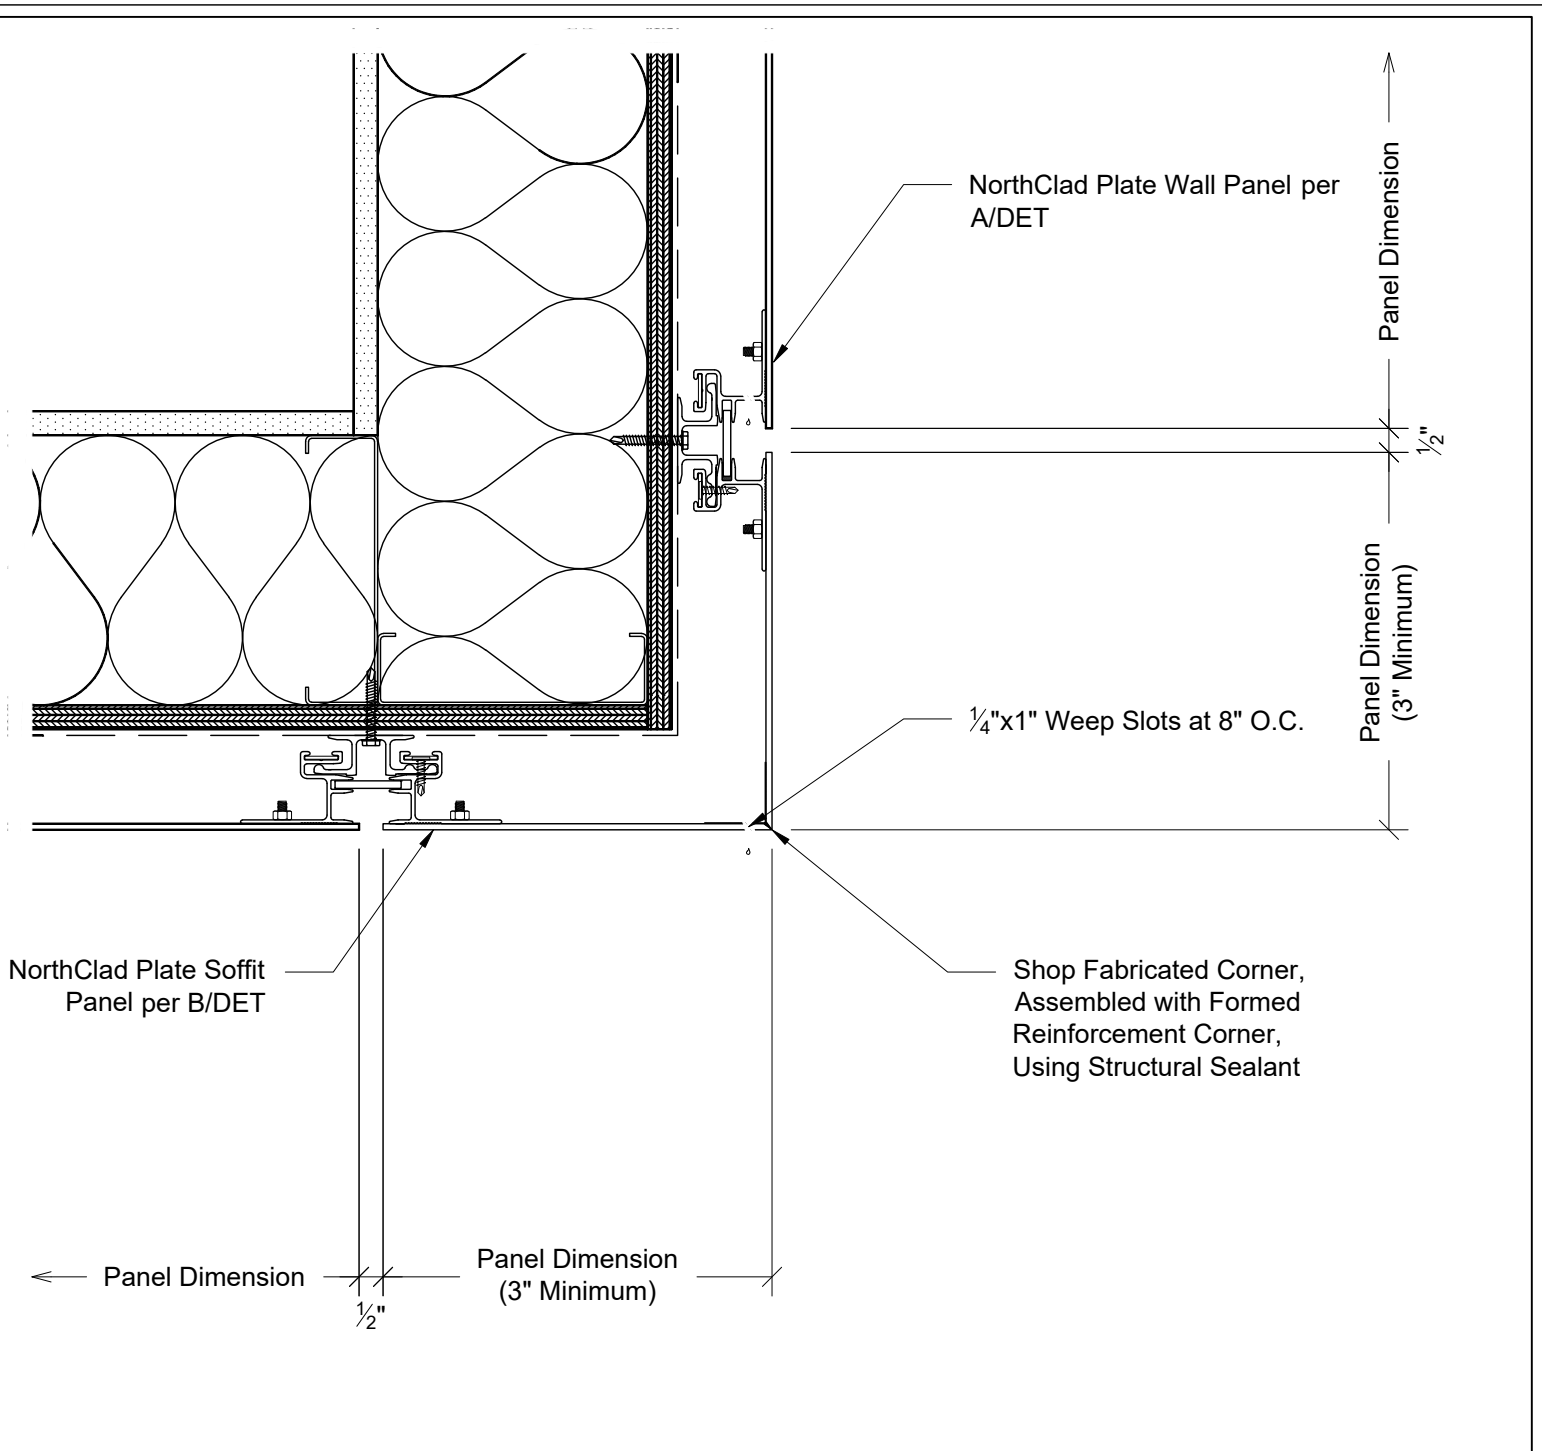 NorthClad Plate Wall Panel per
A/DET
Panel Dimension
½"
Panel Dimension
(3" Minimum)
¼"x1" Weep Slots at 8" O.C.
NorthClad Plate Soffit
Panel per B/DET
Shop Fabricated Corner,
Assembled with Formed
Reinforcement Corner,
Using Structural Sealant
Panel Dimension
½"
Panel Dimension
(3" Minimum)